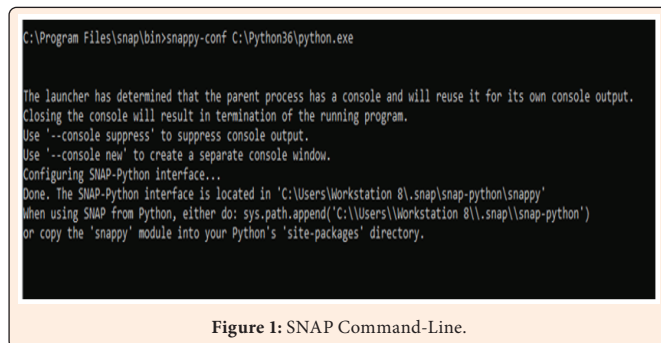 C:\Program Files\snap\bin>snappy-conf C:\Python36\python.exe
The launcher has determined that the parent process has a console and will reuse it for its own console output.
Closing the console will result in termination of the running program.
Use '--console suppress' to suppress console output.
Use '--console new' to create a separate console window.
Configuring SNAP-Python interface...
Done. The SNAP-Python interface is located in 'C:\Users\Workstation 8\.snap\snap-python\snappy'
When using SNAP from Python, either do: sys.path.append('C:\\Users\\Workstation 8\\.snap\\snap-python')
or copy the 'snappy' module into your Python's 'site-packages' directory.
Figure 1: SNAP Command-Line.